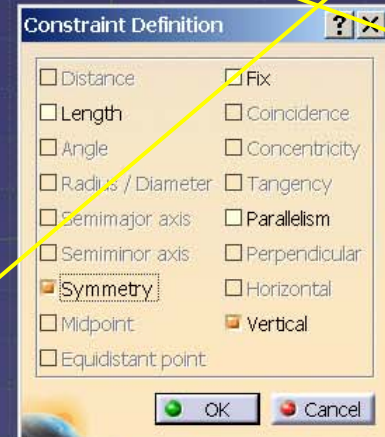 Constraint Definition
Distance
Fix
Length
Coincidence
Angle
Concentricity
Radius / Diameter
Tangency
Semimajor axis
Parallelism
Semiminor axis
Perpendicular
Symmetry
Horizontal
Midpoint
Vertical
Equidistant point
OK
Cancel